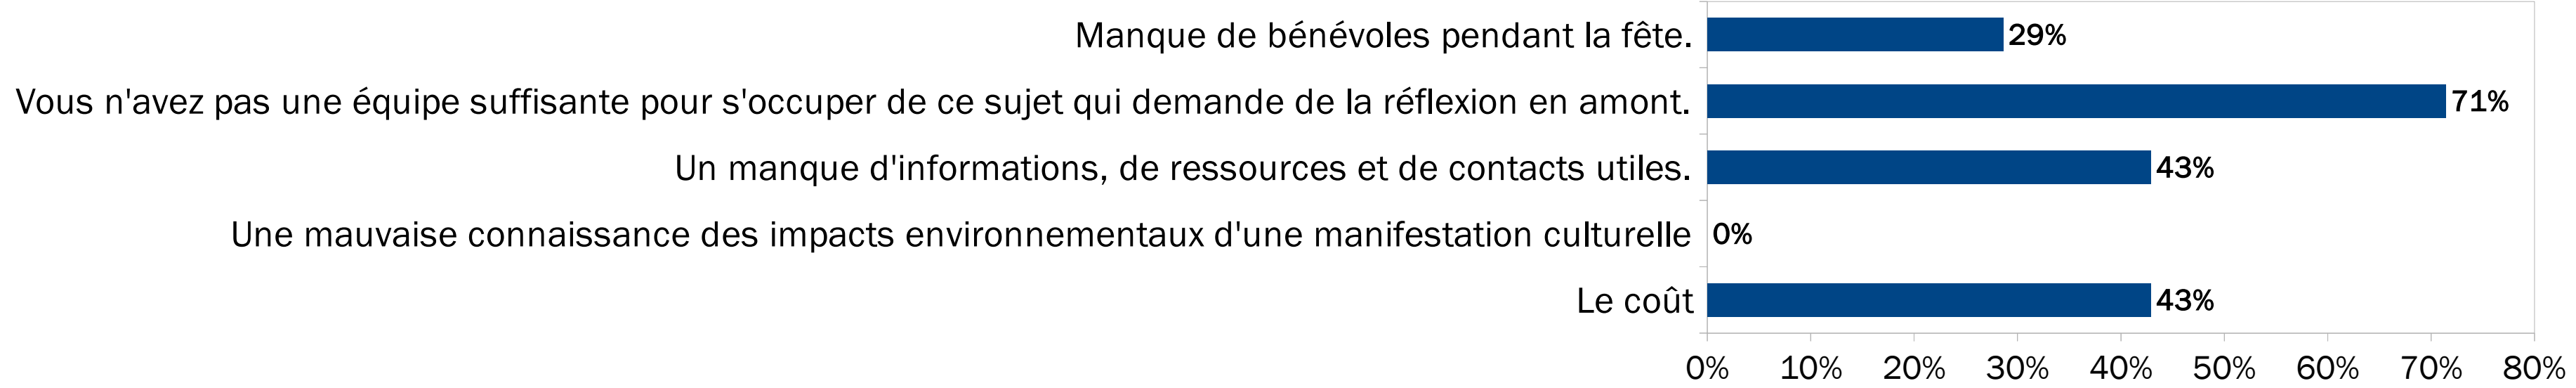 Manque de bénévoles pendant la fête. 29%
Vous n'avez pas une équipe suffisante pour s'occuper de ce sujet qui demande de la réflexion en amont. 71%
Un manque d'informations, de ressources et de contacts utiles. 43%
Une mauvaise connaissance des impacts environnementaux d'une manifestation culturelle 0%
Le coût 43%
0% 10% 20% 30% 40% 50% 60% 70% 80%